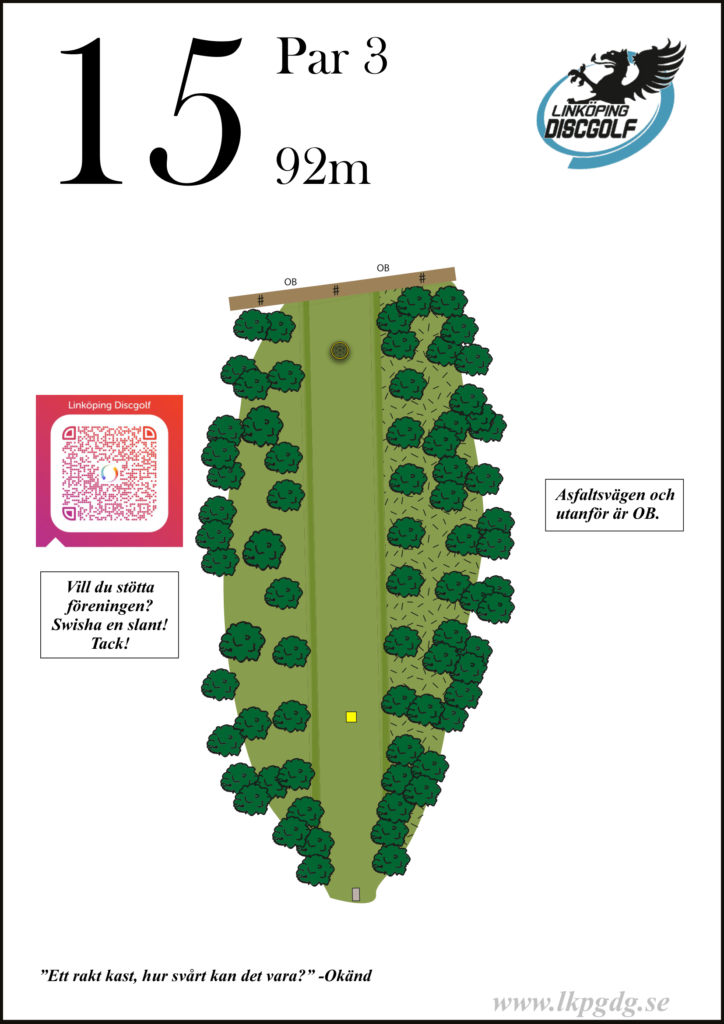 15
Par 3
92m
LINKÖPING
DISCGOLF
OB
OB
#
#
#
Linköping Discgolf
Asfaltsvägen och
utanför är OB.
Vill du stötta
föreningen?
Swisha en slant!
Tack!
”Ett rakt kast, hur svårt kan det vara?” -Okänd
www.lkpgdg.se